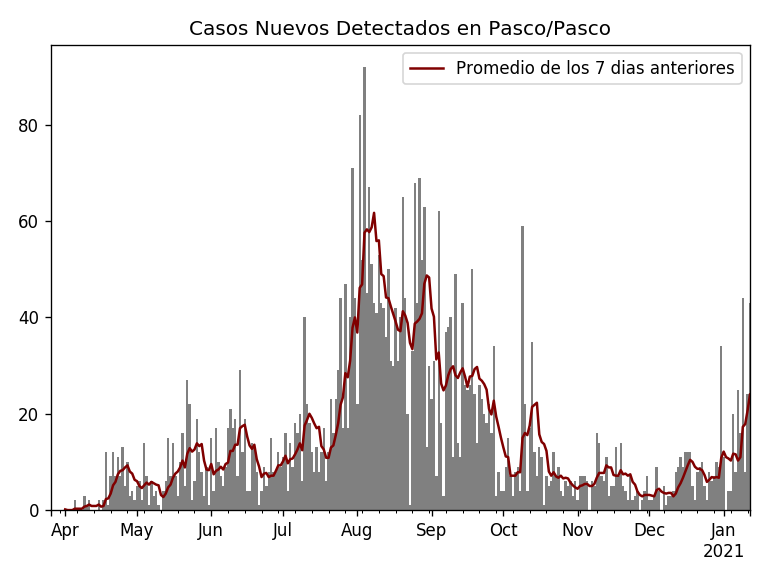 Casos Nuevos Detectados en Pasco/Pasco
Promedio de los 7 dias anteriores
80
60
40
20
0
Apr May Jun Jul Aug Sep Oct Nov Dec Jan
2021